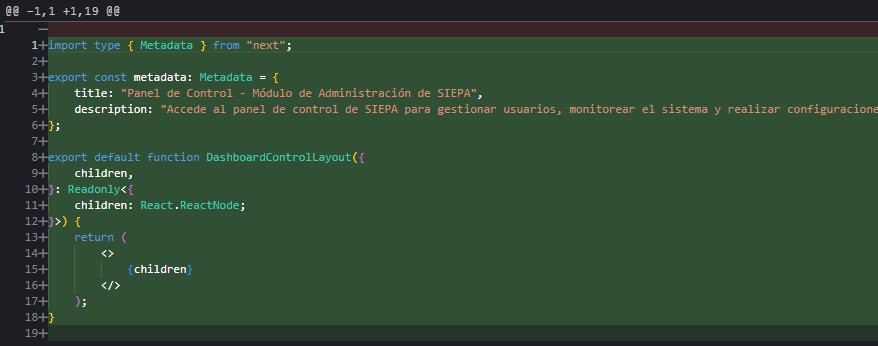 @@ -1,1 +1,19 @@
1 -
1+import type { Metadata } from "next";
2+
3+export const metadata: Metadata = {
4+    title: "Panel de Control - Módulo de Administración de SIEPA",
5+    description: "Accede al panel de control de SIEPA para gestionar usuarios, monitorear el sistema y realizar configuracione
6+};
7+
8+export default function DashboardControlLayout({
9+    children,
10+}: Readonly<{
11+    children: React.ReactNode;
12+}>) {
13+    return (
14+        <>
15+            {children}
16+        </>
17+    );
18+}
19+